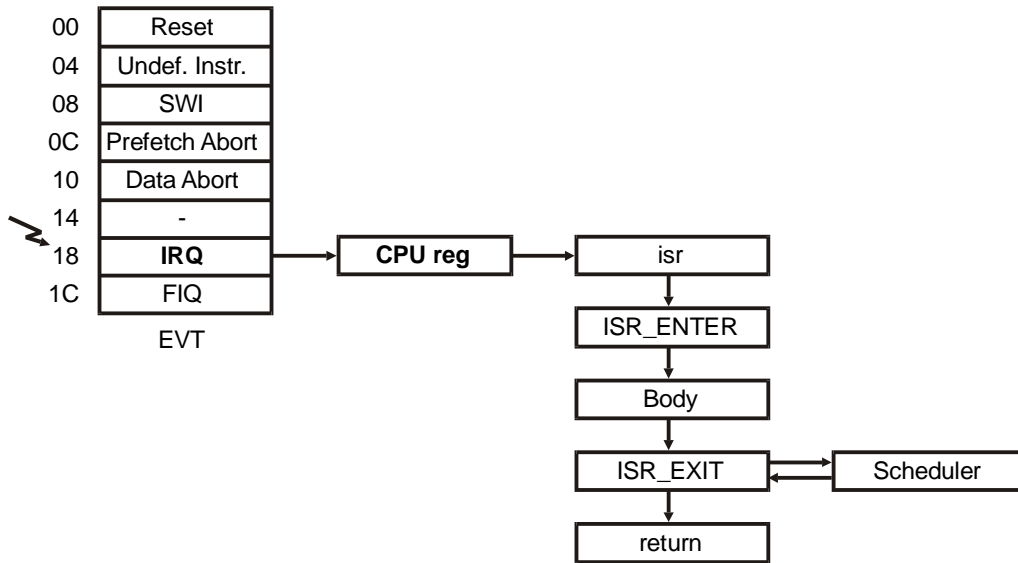 00 Reset
04 Undef. Instr.
08 SWI
0C Prefetch Abort
10 Data Abort
14 -
18 IRQ CPU reg isr
1C FIQ
ISR_ENTER
EVT
Body
ISR_EXIT Scheduler
return